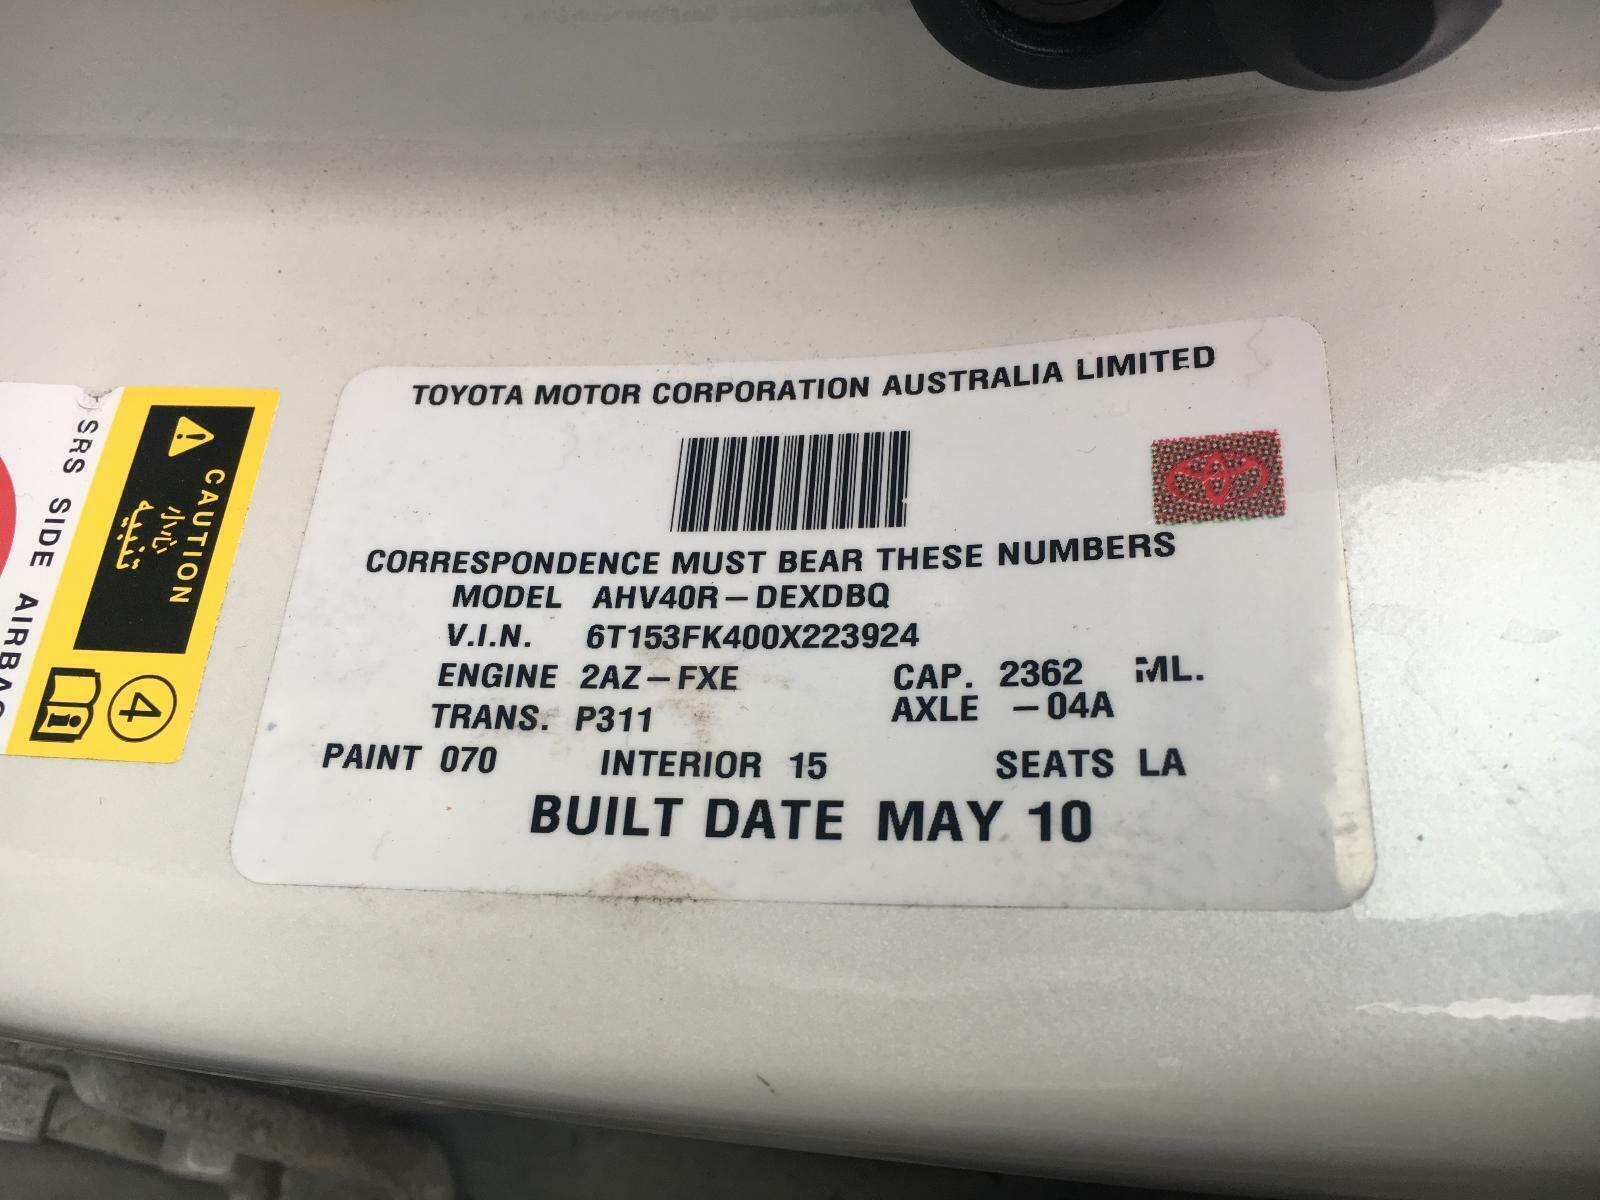 TOYOTA MOTOR CORPORATION AUSTRALIA LIMITED
CORRESPONDENCE MUST BEAR THESE NUMBERS
MODEL AHV40R-DEXDBQ
V.I.N. 6T153FK400X223924
ENGINE 2AZ-FXE CAP. 2362 ML.
TRANS. P311 AXLE -04A
PAINT 070 INTERIOR 15 SEATS LA
BUILT DATE MAY 10
CAUTION
تنبيه
4
SRS SIDE